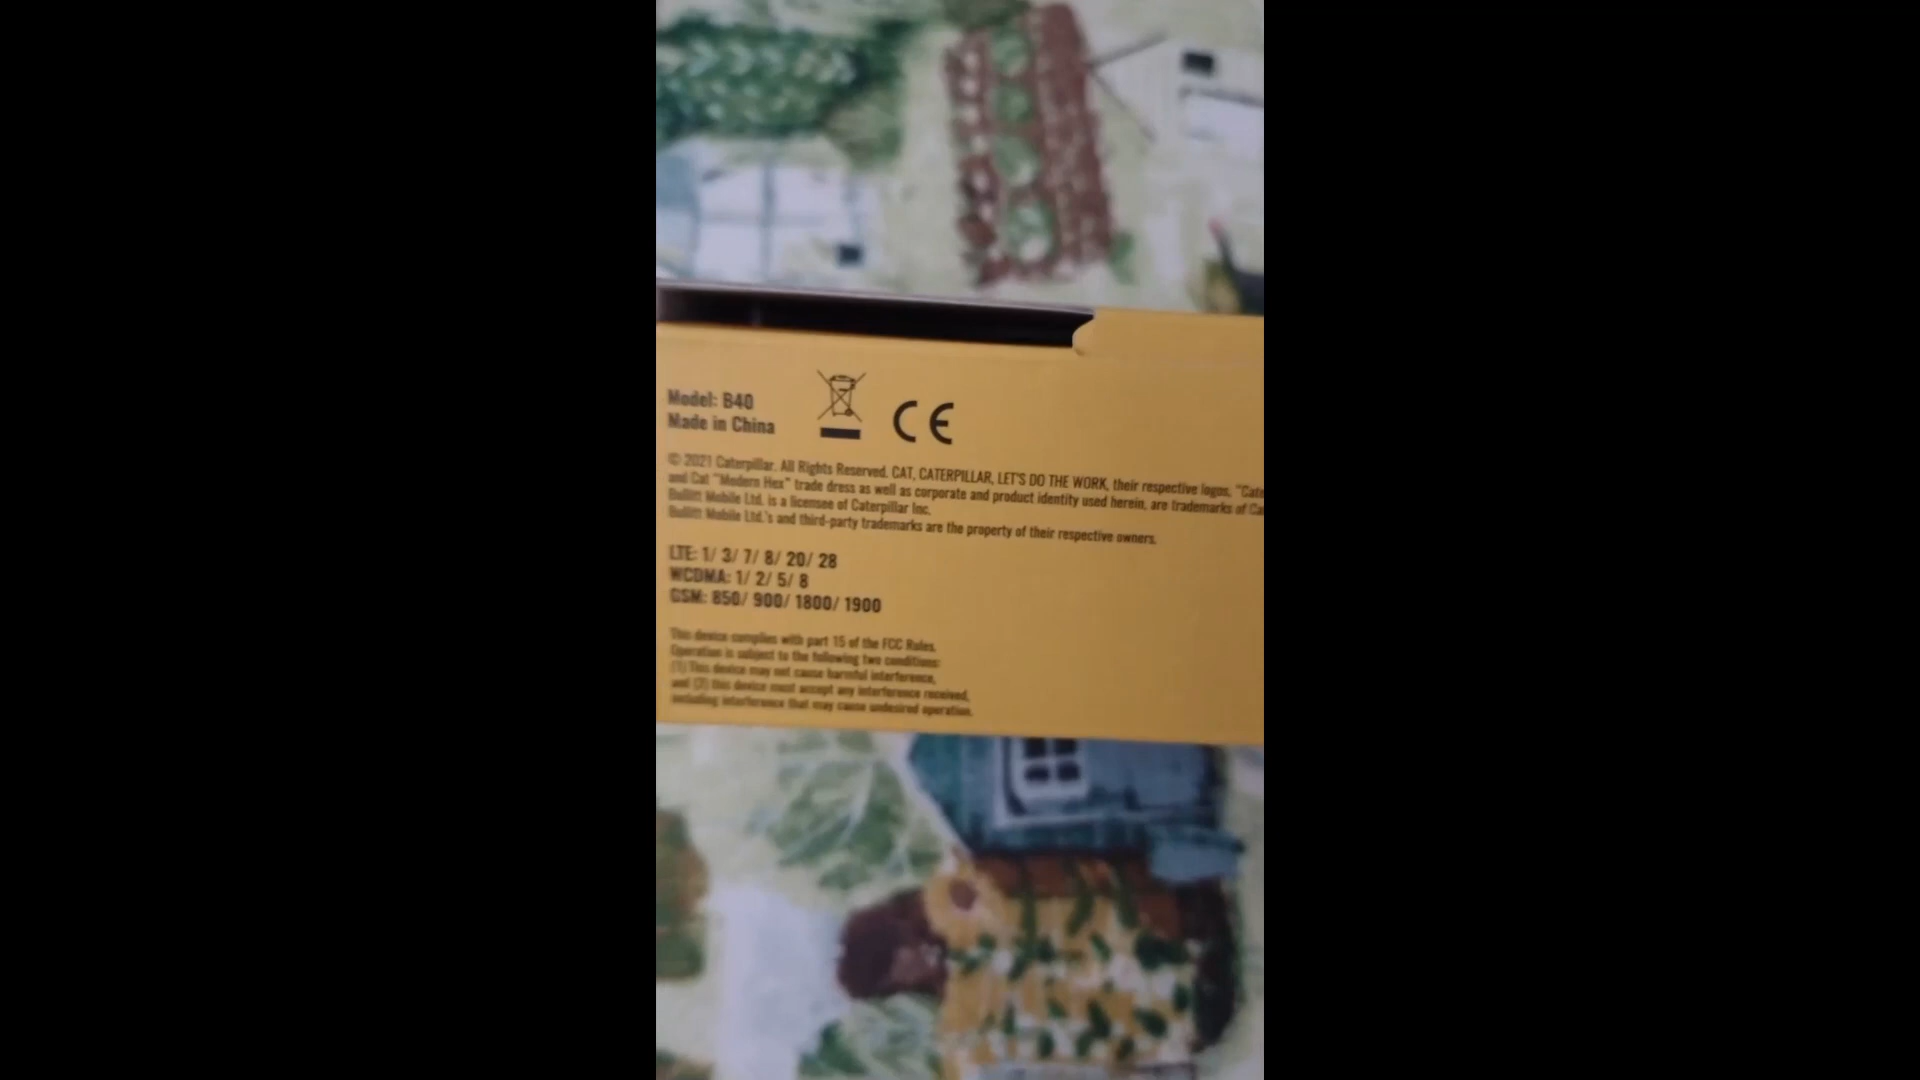 Model: B40
Made in China
CE
© 2021 Caterpillar. All Rights Reserved. CAT, CATERPILLAR, LET'S DO THE WORK, their respective logos, "Cate
and Cat "Modern Hex" trade dress as well as corporate and product identity used herein, are trademarks of Ca
Bullitt Mobile Ltd. is a licensee of Caterpillar Inc.
Bullitt Mobile Ltd.'s and third-party trademarks are the property of their respective owners.
LTE: 1/ 3/ 7/ 8/ 20/ 28
WCDMA: 1/ 2/ 5/ 8
GSM: 850/ 900/ 1800/ 1900
This device complies with part 15 of the FCC Rules.
Operation is subject to the following two conditions:
(1) This device may not cause harmful interference,
and (2) this device must accept any interference received,
including interference that may cause undesired operation.